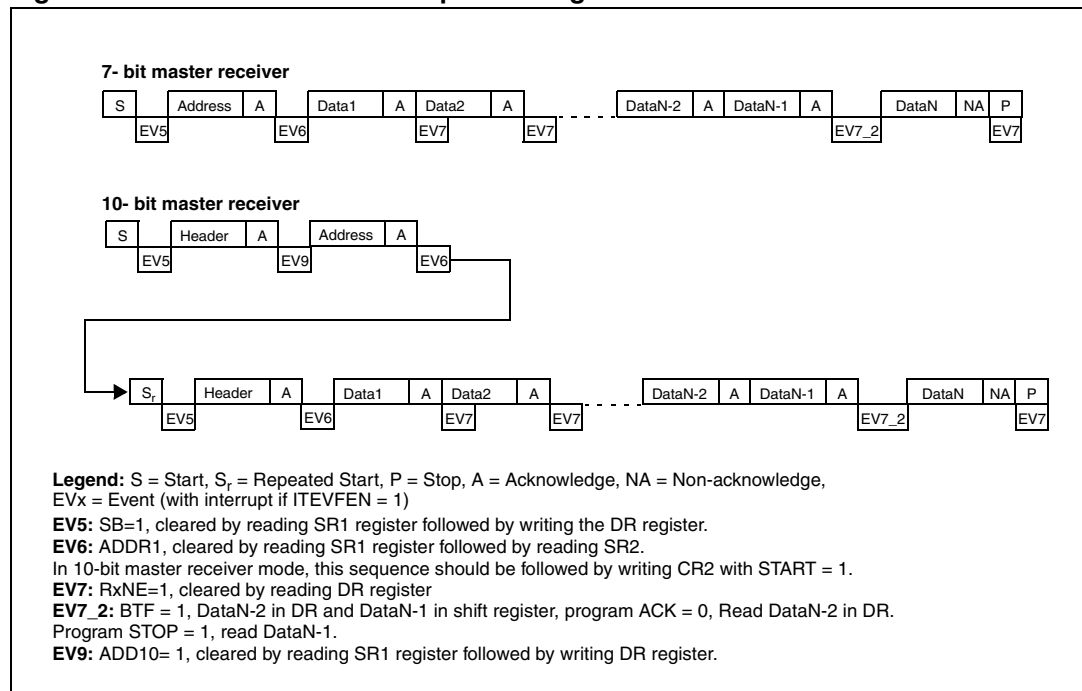 7- bit master receiver
S Address A Data1 A Data2 A DataN-2 A DataN-1 A DataN NA P
EV5 EV6 EV7 EV7 EV7_2 EV7
10- bit master receiver
S Header A Address A
EV5 EV9 EV6
Sr Header A Data1 A Data2 A DataN-2 A DataN-1 A DataN NA P
EV5 EV6 EV7 EV7 EV7_2 EV7
Legend: S = Start, Sr = Repeated Start, P = Stop, A = Acknowledge, NA = Non-acknowledge,
EVx = Event (with interrupt if ITEVFEN = 1)
EV5: SB=1, cleared by reading SR1 register followed by writing the DR register.
EV6: ADDR1, cleared by reading SR1 register followed by reading SR2.
In 10-bit master receiver mode, this sequence should be followed by writing CR2 with START = 1.
EV7: RxNE=1, cleared by reading DR register
EV7_2: BTF = 1, DataN-2 in DR and DataN-1 in shift register, program ACK = 0, Read DataN-2 in DR.
Program STOP = 1, read DataN-1.
EV9: ADD10= 1, cleared by reading SR1 register followed by writing DR register.